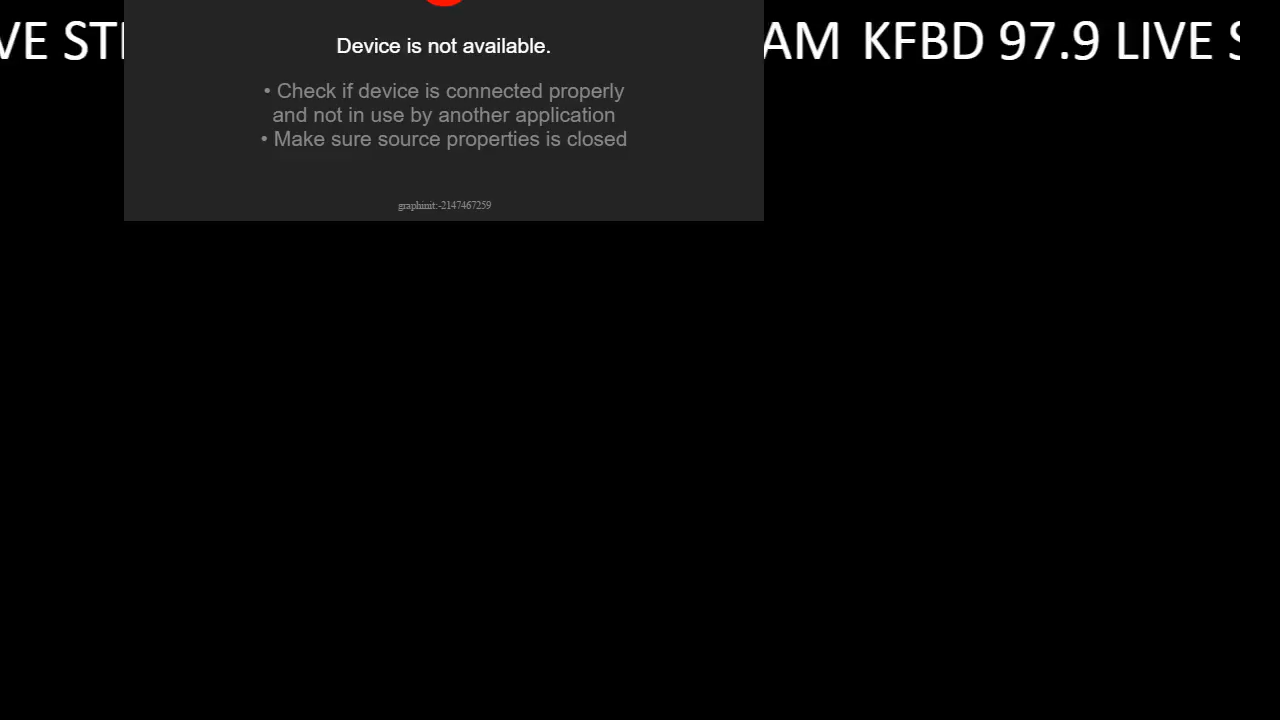 VE ST
AM KFBD 97.9 LIVE S
Device is not available.
• Check if device is connected properly
and not in use by another application
• Make sure source properties is closed
graphinit:-2147467259